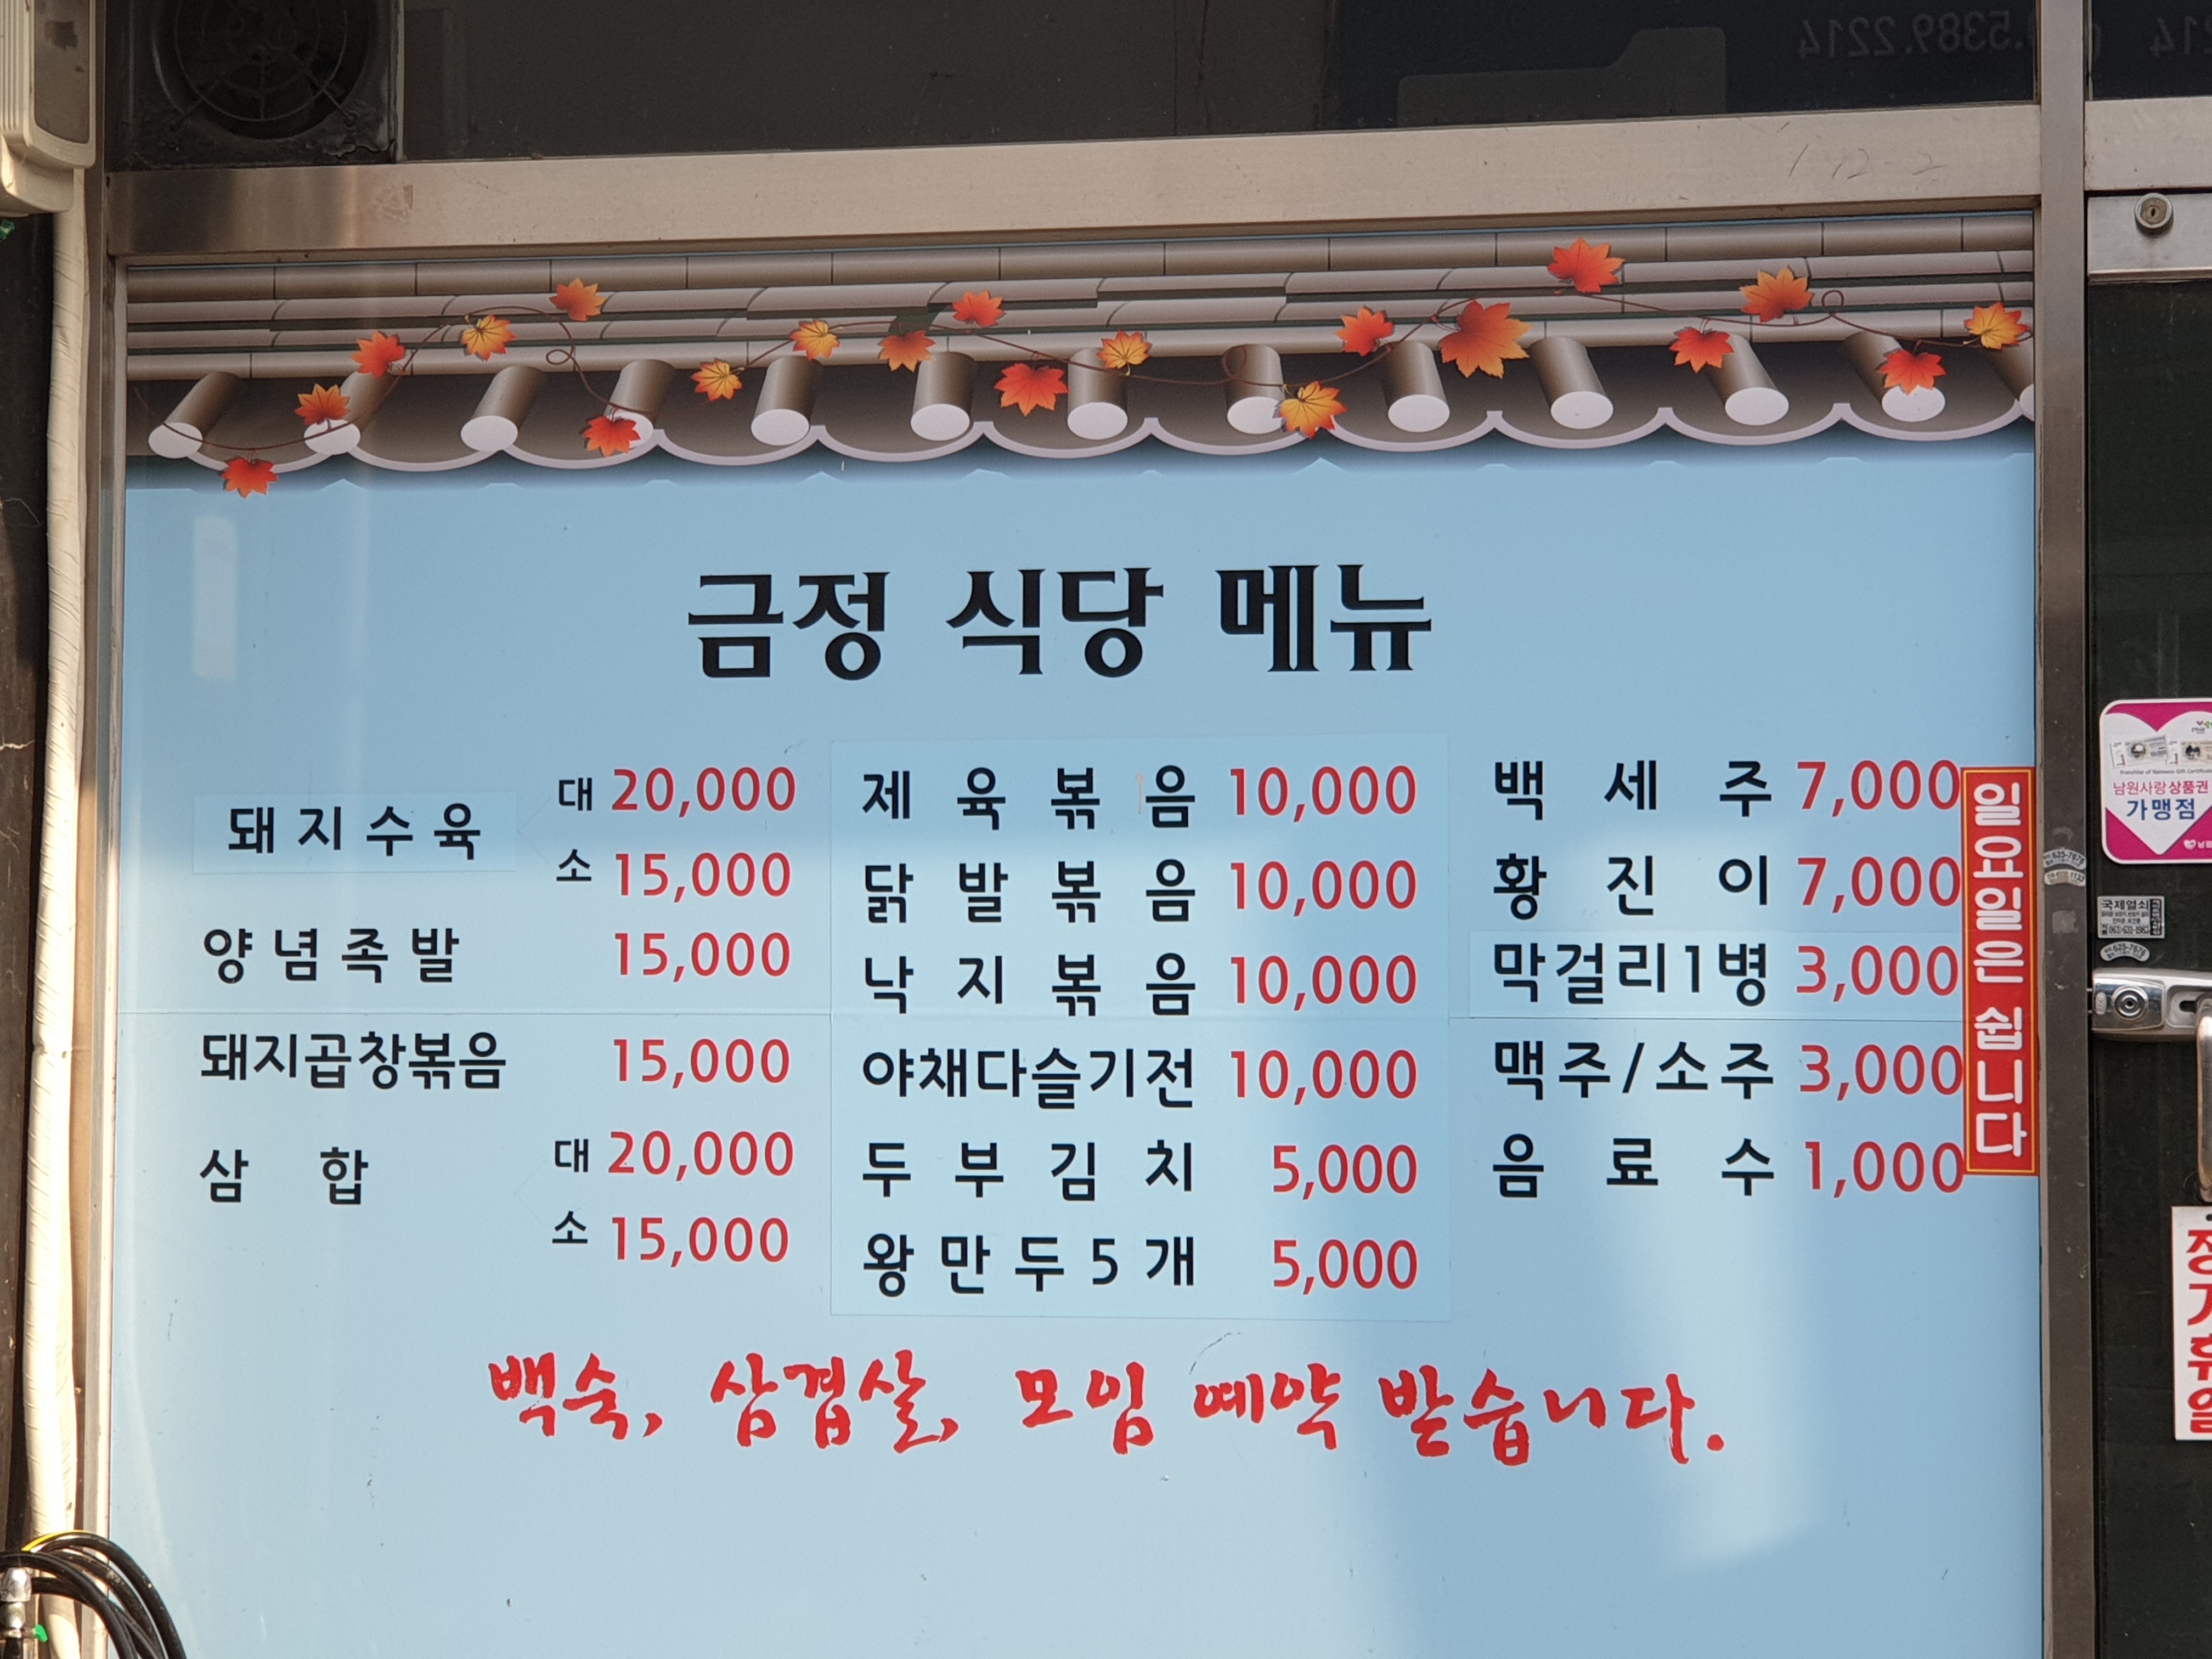 금정 식당 메뉴
돼지수육 대 20,000
소 15,000
양념족발 15,000
돼지곱창볶음 15,000
삼합 대 20,000
소 15,000
제육볶음 10,000
닭발볶음 10,000
낙지볶음 10,000
야채다슬기전 10,000
두부김치 5,000
왕만두5개 5,000
백세주 7,000
황진이 7,000
막걸리1병 3,000
맥주/소주 3,000
음료수 1,000
일요일은 쉽니다
백숙, 삼겹살, 모임 예약 받습니다.
남원사랑상품권
가맹점
국제열쇠